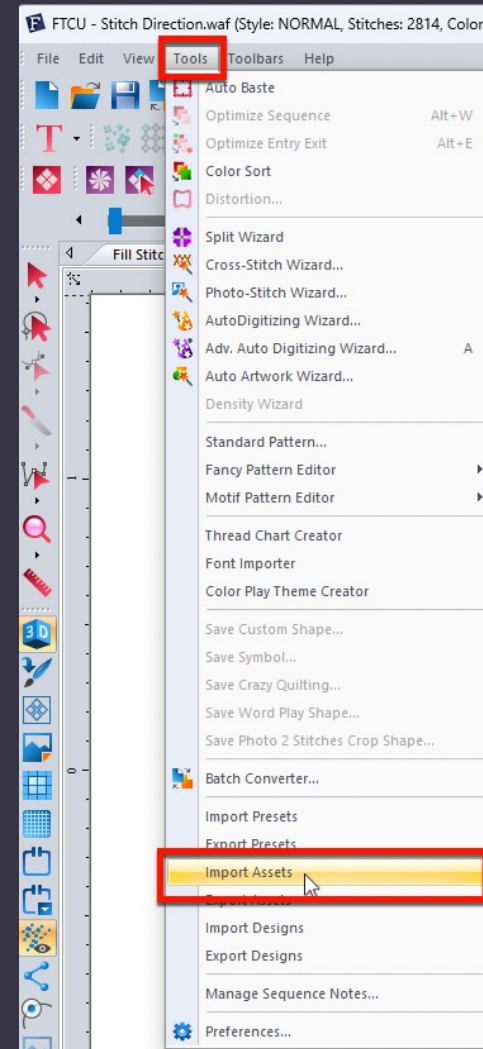 FTCU - Stitch Direction.waf (Style: NORMAL, Stitches: 2814, Color
File Edit View Tools Toolbars Help
Auto Baste
Optimize Sequence Alt+W
Optimize Entry Exit Alt+E
Color Sort
Distortion...
Fill Stitc
Split Wizard
Cross-Stitch Wizard...
Photo-Stitch Wizard...
AutoDigitizing Wizard...
Adv. Auto Digitizing Wizard... A
Auto Artwork Wizard...
Density Wizard
Standard Pattern...
Fancy Pattern Editor
Motif Pattern Editor
1
Thread Chart Creator
Font Importer
Color Play Theme Creator
3D
Save Custom Shape...
Save Symbol...
Save Crazy Quilting...
Save Word Play Shape...
Save Photo 2 Stitches Crop Shape...
0
Batch Converter...
Import Presets
Export Presets
Import Assets
Export Assets
Import Designs
Export Designs
Manage Sequence Notes...
Preferences...